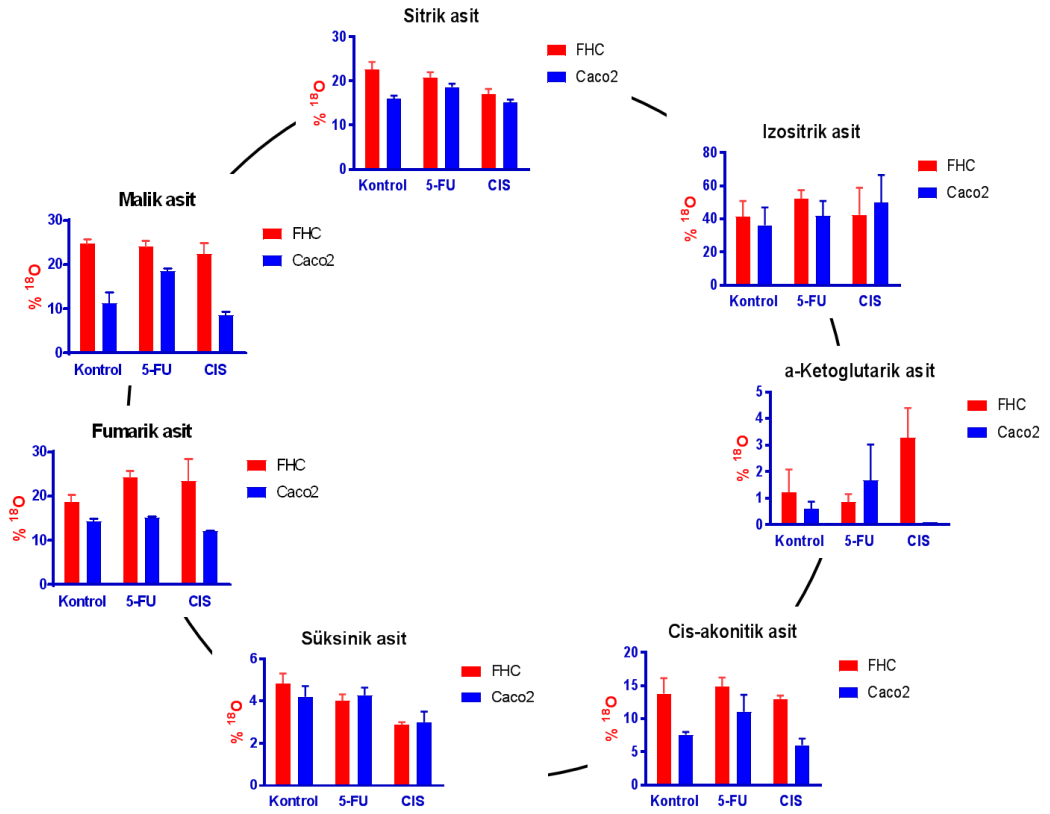 Sitrik asit
% 18O
30
20
10
0
Kontrol 5-FU CIS
FHC
Caco2
Izositrik asit
% 18O
80
60
40
20
0
Kontrol 5-FU CIS
FHC
Caco2
a-Ketoglutarik asit
% 18O
5
4
3
2
1
0
Kontrol 5-FU CIS
FHC
Caco2
Cis-akonitik asit
% 18O
20
15
10
5
0
Kontrol 5-FU CIS
FHC
Caco2
Süksinik asit
% 18O
6
4
2
0
Kontrol 5-FU CIS
FHC
Caco2
Fumarik asit
% 18O
30
20
10
0
Kontrol 5-FU CIS
FHC
Caco2
Malik asit
% 18O
30
20
10
0
Kontrol 5-FU CIS
FHC
Caco2